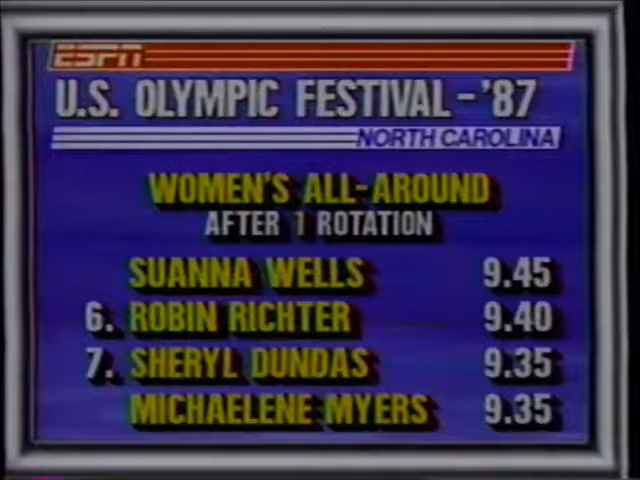 ESPN
U.S. OLYMPIC FESTIVAL - '87
NORTH CAROLINA
WOMEN'S ALL-AROUND
AFTER 1 ROTATION
SUANNA WELLS 9.45
6. ROBIN RICHTER 9.40
7. SHERYL DUNDAS 9.35
MICHAELENE MYERS 9.35